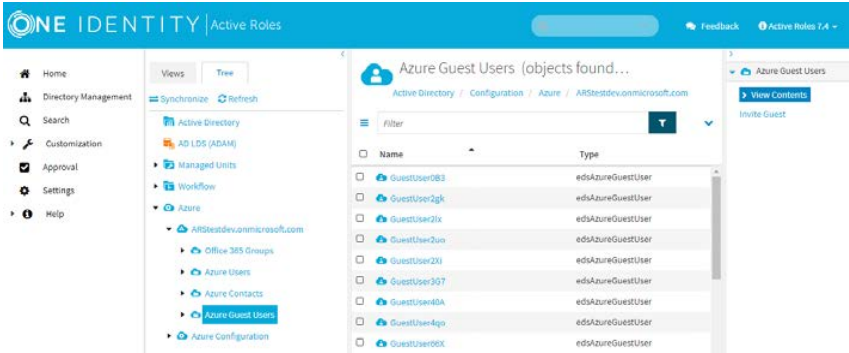 ONE IDENTITY Active Roles
Feedback
Active Roles 7.4
Home
Directory Management
Search
Customization
Approval
Settings
Help
Views
Tree
Synchronize
Refresh
Active Directory
AD LDS (ADAM)
Managed Units
Workflow
Azure
ARStestdev.onmicrosoft.com
Office 365 Groups
Azure Users
Azure Contacts
Azure Guest Users
Azure Configuration
Azure Guest Users (objects found...
Active Directory / Configuration / Azure / ARStestdev.onmicrosoft.com
Filter
Name
Type
GuestUser0B3 edsAzureGuestUser
GuestUser2gk edsAzureGuestUser
GuestUser2lx edsAzureGuestUser
GuestUser2uo edsAzureGuestUser
GuestUser2Xi edsAzureGuestUser
GuestUser3G7 edsAzureGuestUser
GuestUser40A edsAzureGuestUser
GuestUser4qo edsAzureGuestUser
GuestUser66X edsAzureGuestUser
Azure Guest Users
View Contents
Invite Guest